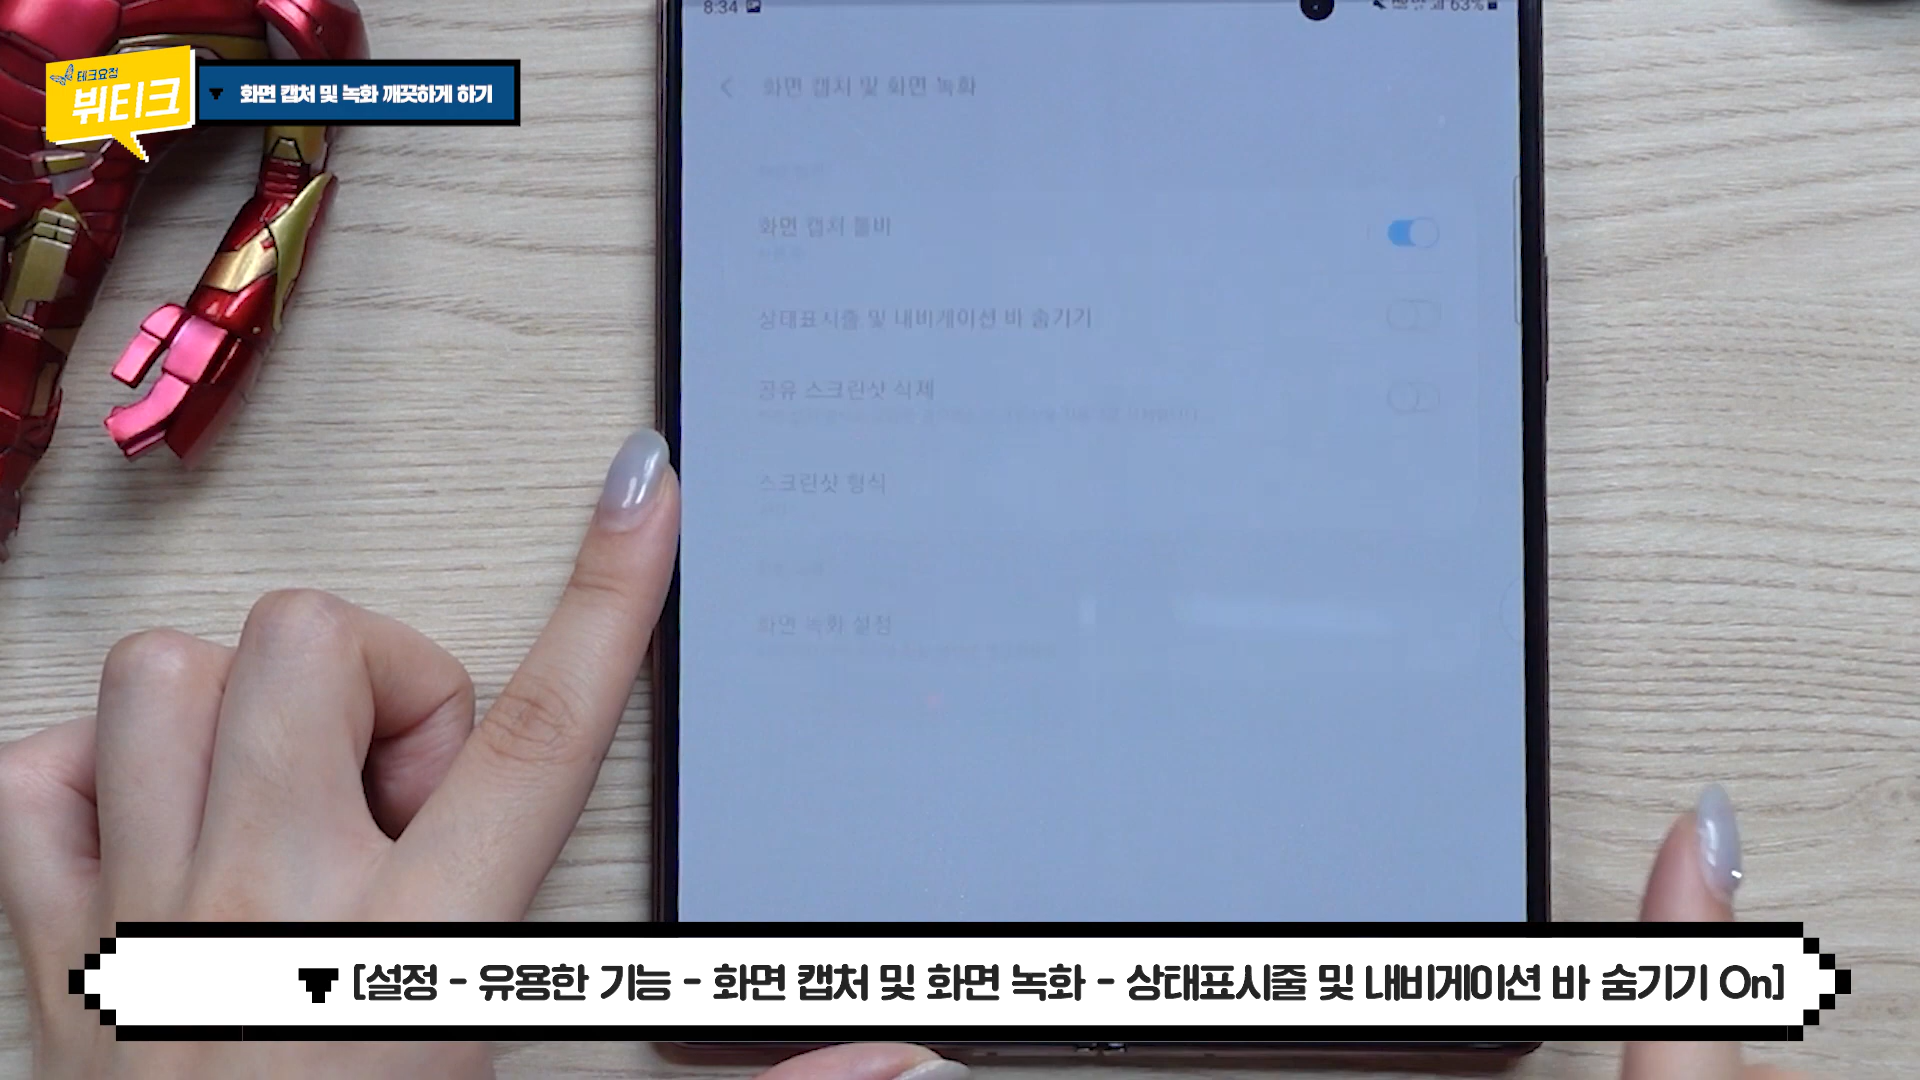 8:34
63%
테크요정
뷔티크
화면 캡처 및 녹화 깨끗하게 하기
화면 캡처 및 화면 녹화
화면 캡처 툴바
상태표시줄 및 내비게이션 바 숨기기
공유 스크린샷 삭제
스크린샷 형식
화면 녹화 설정
[설정 - 유용한 기능 - 화면 캡처 및 화면 녹화 - 상태표시줄 및 내비게이션 바 숨기기 On]